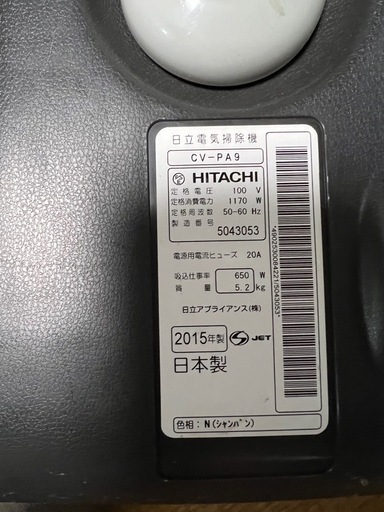 日立電気掃除機
CV-PA9
HITACHI
定格電圧 100 V
定格消費電力 1170 W
定格周波数 50-60 Hz
製造番号
5043053
電源用電流ヒューズ 20A
吸込仕事率 650 W
質量 5.2 kg
日立アプライアンス(株)
2015年製 JET
日本製
色相：N(シャンパン)
*4902530084221/5043053*